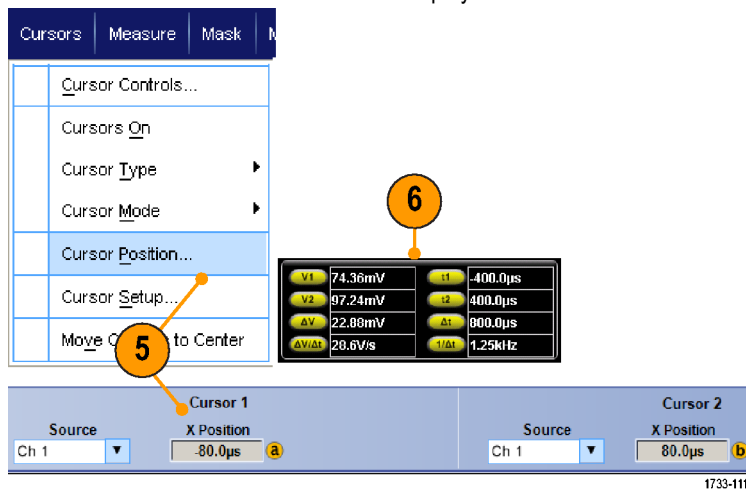 Cursors Measure Mask
Cursor Controls...
Cursors On
Cursor Type
Cursor Mode
Cursor Position...
Cursor Setup...
Move to Center
5
6
V1 74.36mV t1 -400.0µs
V2 97.24mV t2 400.0µs
ΔV 22.88mV Δt 800.0µs
ΔV/Δt 28.6V/s 1/Δt 1.25kHz
Cursor 1 Cursor 2
Source X Position Source X Position
Ch 1 -80.0µs a Ch 1 80.0µs b
1733-111